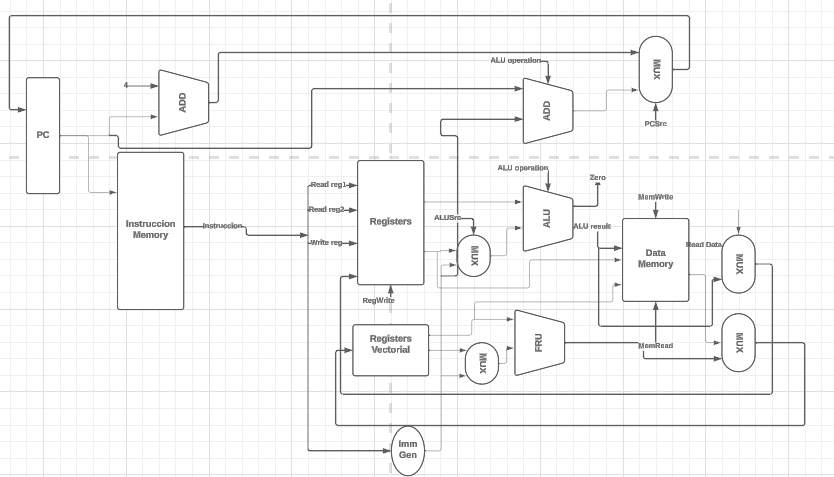 ALU operation
MUX
4
ADD
ADD
PC
PCSrc
ALU operation
Zero
Read reg1
MemWrite
Instruccion
Memory
Instruccion
Read reg2
Registers
ALUSrc
ALU
ALU result
Write reg
Data
Memory
Read Data
MUX
MUX
RegWrite
Registers
Vectorial
FRU
MUX
MemRead
MUX
Imm
Gen